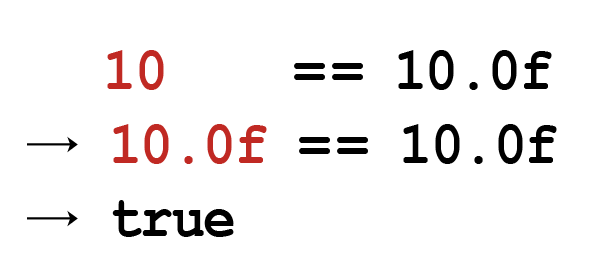 10 == 10.0f
→ 10.0f == 10.0f
→ true